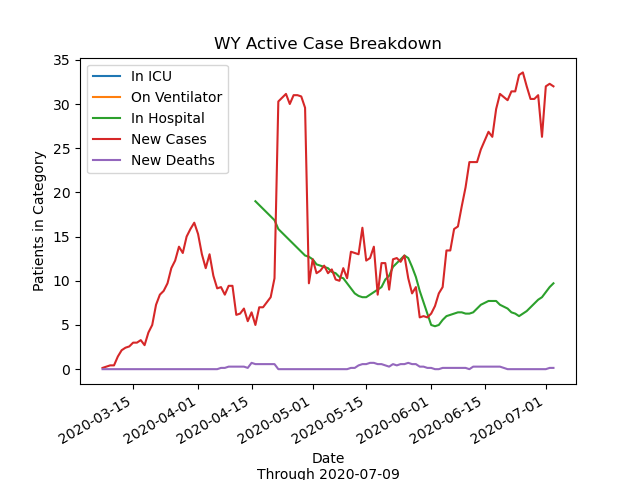 WY Active Case Breakdown
In ICU
On Ventilator
In Hospital
New Cases
New Deaths
Patients in Category
35
30
25
20
15
10
5
0
2020-03-15
2020-04-01
2020-04-15
2020-05-01
2020-05-15
2020-06-01
2020-06-15
2020-07-01
Date
Through 2020-07-09